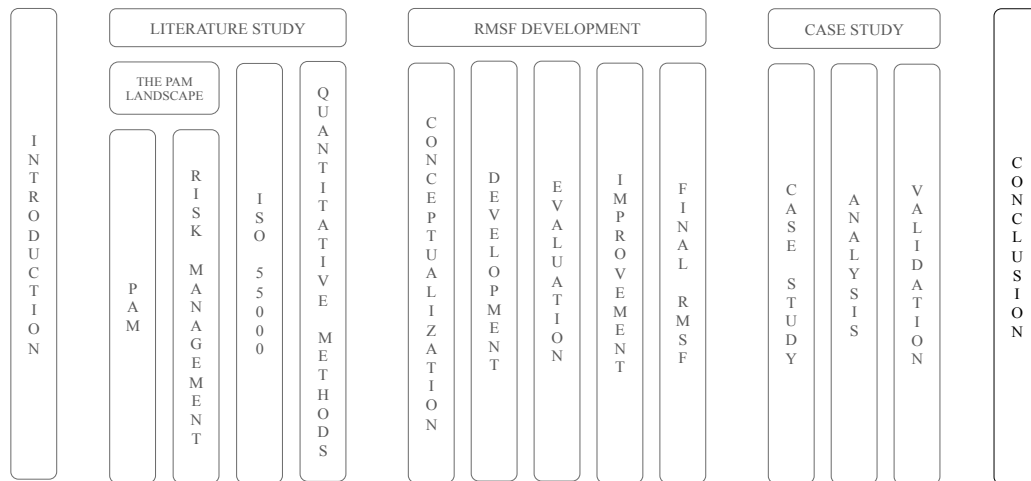 INTRODUCTION
LITERATURE STUDY
THE PAM
LANDSCAPE
PAM
RISK MANAGEMENT
ISO 55000
QUANTITATIVE METHODS
RMSF DEVELOPMENT
CONCEPTUALIZATION
DEVELOPMENT
EVALUATION
IMPROVEMENT
FINAL RMSF
CASE STUDY
CASE STUDY
ANALYSIS
VALIDATION
CONCLUSION